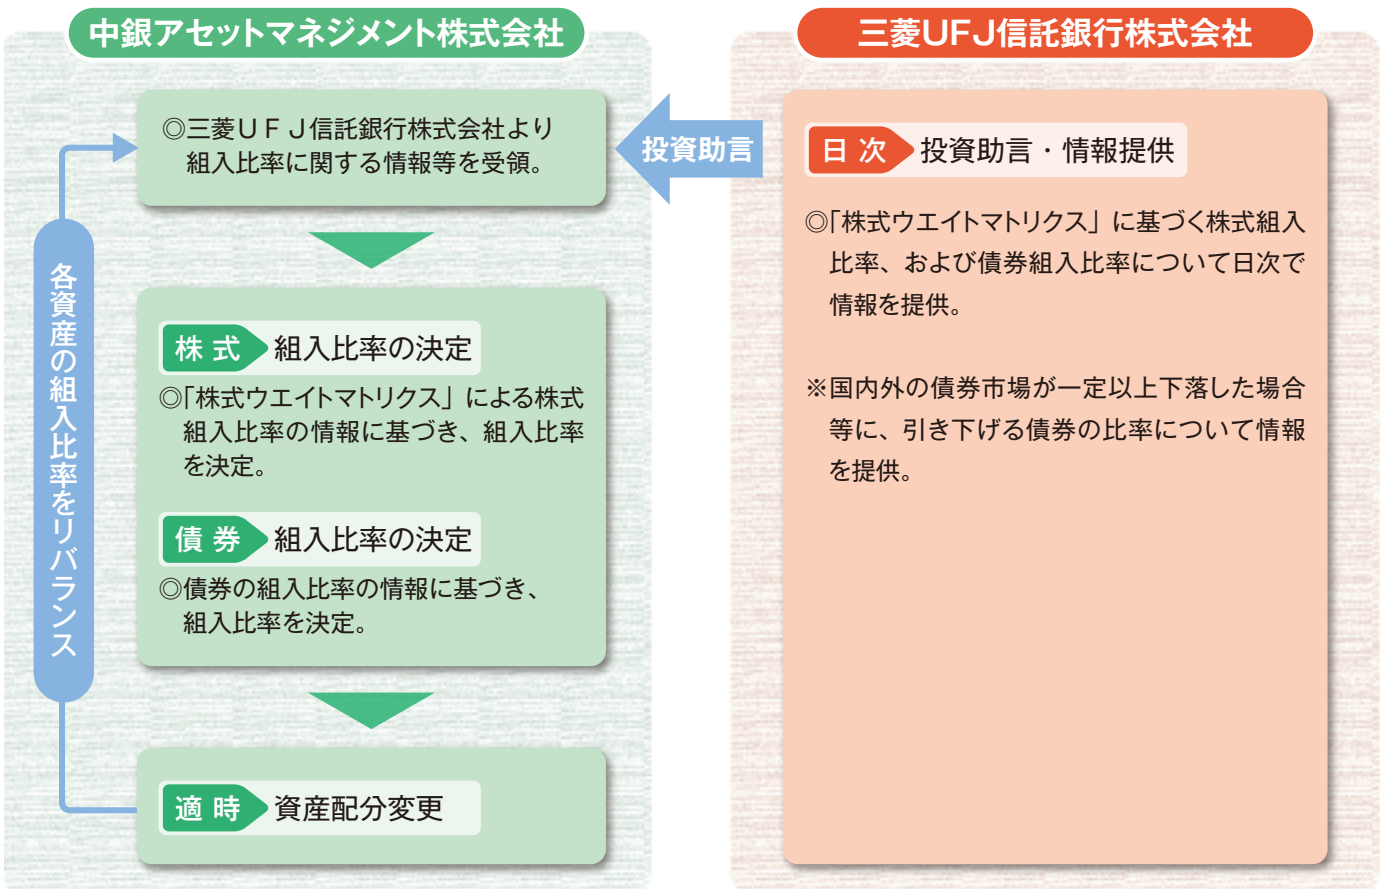 中銀アセットマネジメント株式会社
◎三菱UFJ信託銀行株式会社より
組入比率に関する情報等を受領。
株式 組入比率の決定
◎「株式ウエイトマトリクス」による株式
組入比率の情報に基づき、組入比率
を決定。
債券 組入比率の決定
◎債券の組入比率の情報に基づき、
組入比率を決定。
適時 資産配分変更
各資産の組入比率をリバランス
投資助言
三菱UFJ信託銀行株式会社
日次 投資助言・情報提供
◎「株式ウエイトマトリクス」に基づく株式組入
比率、および債券組入比率について日次で
情報を提供。
※国内外の債券市場が一定以上下落した場合
等に、引き下げる債券の比率について情報
を提供。